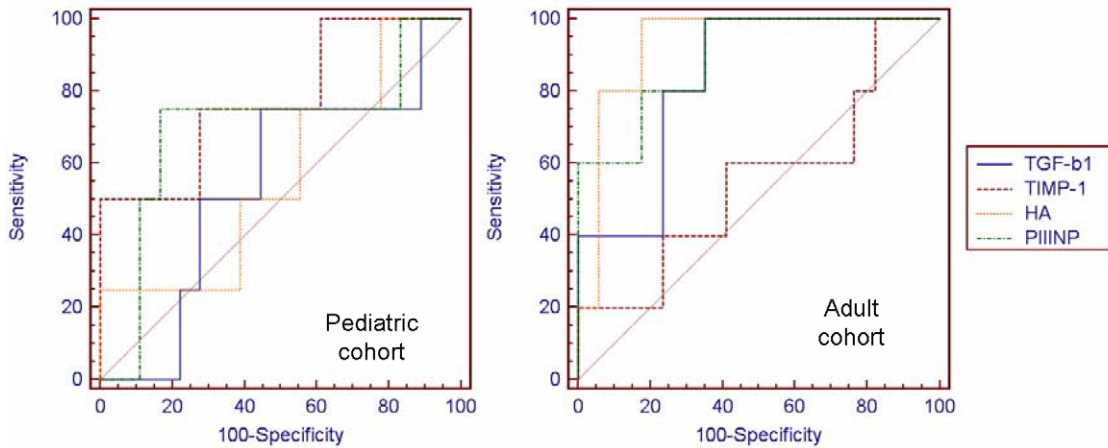 100
80
60
40
20
0
Sensitivity
0 20 40 60 80 100
100-Specificity
Pediatric
cohort
100
80
60
40
20
0
Sensitivity
0 20 40 60 80 100
100-Specificity
Adult
cohort
TGF-b1
TIMP-1
HA
PIIINP